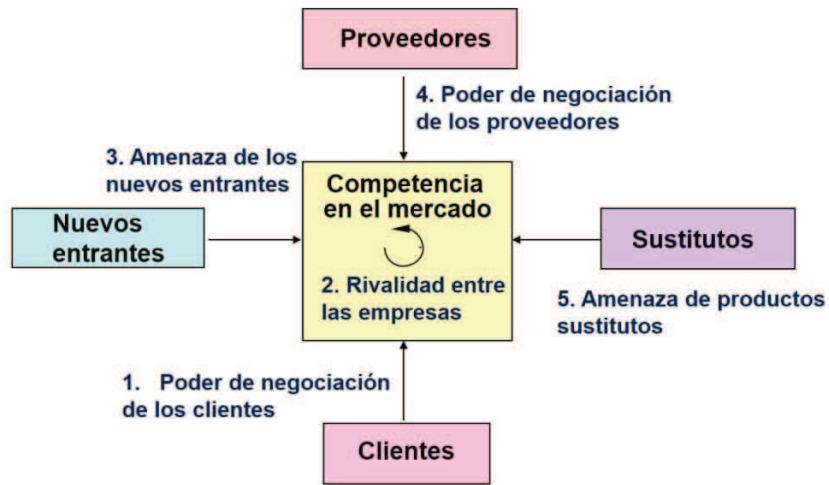 Proveedores
4. Poder de negociación
de los proveedores
3. Amenaza de los
nuevos entrantes
Competencia
en el mercado
Nuevos
entrantes
Sustitutos
2. Rivalidad entre
las empresas
5. Amenaza de productos
sustitutos
1. Poder de negociación
de los clientes
Clientes